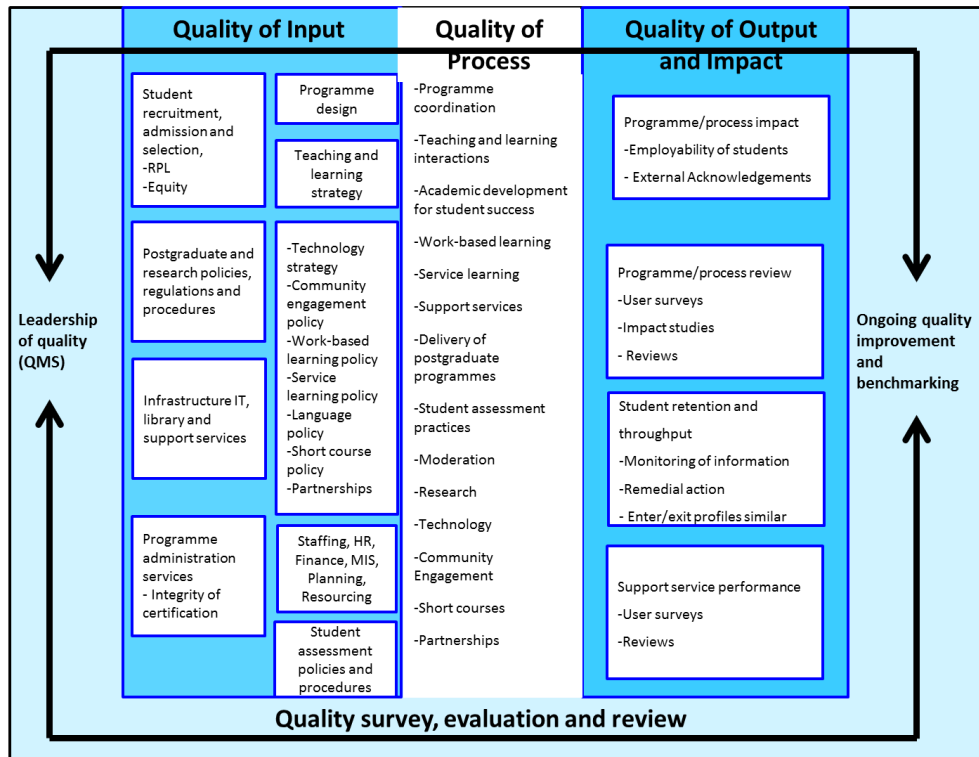 Quality of Input
Student
recruitment,
admission and
selection,
-RPL
-Equity
Postgraduate and
research policies,
regulations and
procedures
Infrastructure IT,
library and
support services
Programme
administration
services
- Integrity of
certification
Programme
design
Teaching and
learning
strategy
-Technology
strategy
-Community
engagement
policy
-Work-based
learning policy
-Service
learning policy
-Language
policy
-Short course
policy
-Partnerships
Staffing, HR,
Finance, MIS,
Planning,
Resourcing
Student
assessment
policies and
procedures
Quality of
Process
-Programme
coordination
-Teaching and learning
interactions
-Academic development
for student success
-Work-based learning
-Service learning
-Support services
-Delivery of
postgraduate
programmes
-Student assessment
practices
-Moderation
-Research
-Technology
-Community
Engagement
-Short courses
-Partnerships
Quality of Output
and Impact
Programme/process impact
-Employability of students
- External Acknowledgements
Programme/process review
-User surveys
-Impact studies
- Reviews
Student retention and
throughput
-Monitoring of information
-Remedial action
- Enter/exit profiles similar
Support service performance
-User surveys
-Reviews
Leadership
of quality
(QMS)
Ongoing quality
improvement
and
benchmarking
Quality survey, evaluation and review